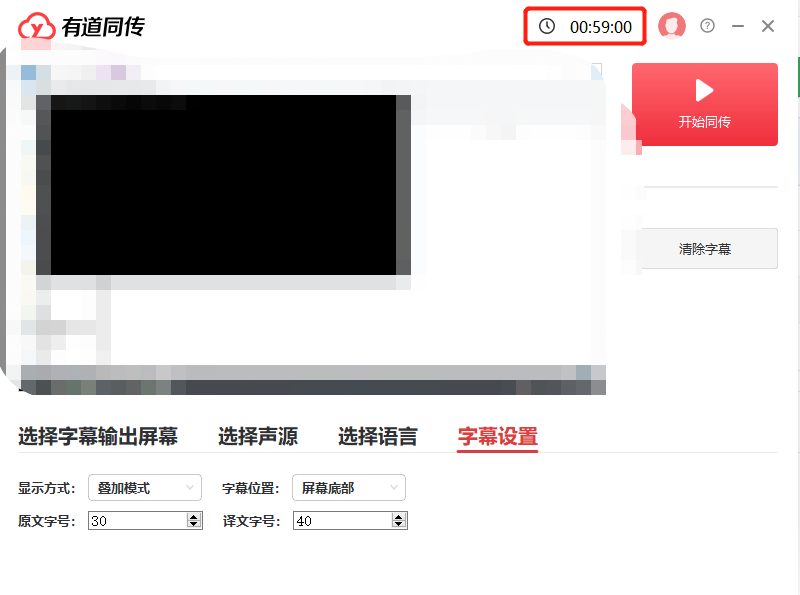 有道同传
00:59:00
开始同传
清除字幕
选择字幕输出屏幕 选择声源 选择语言 字幕设置
显示方式: 叠加模式 字幕位置: 屏幕底部
原文字号: 30 译文字号: 40